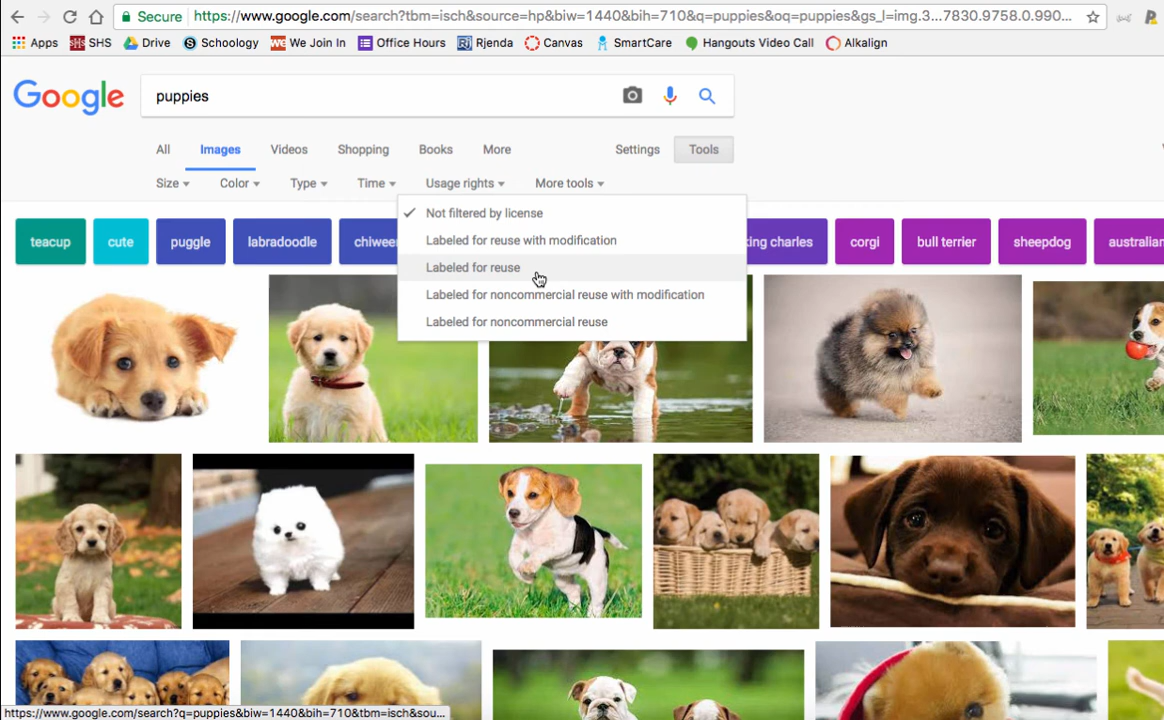 Secure https://www.google.com/search?tbm=isch&source=hp&biw=1440&bih=710&q=puppies&oq=puppies&gs_l=img.3...7830.9758.0.990...
Apps SHS Drive Schoology We Join In Office Hours Rjenda Canvas SmartCare Hangouts Video Call Alkalign
Google puppies
All Images Videos Shopping Books More Settings Tools
Size Color Type Time Usage rights More tools
Not filtered by license
Labeled for reuse with modification
Labeled for reuse
Labeled for noncommercial reuse with modification
Labeled for noncommercial reuse
teacup cute puggle labradoodle chiwee king charles corgi bull terrier sheepdog australian
https://www.google.com/search?q=puppies&biw=1440&bih=710&tbm=isch&sou...